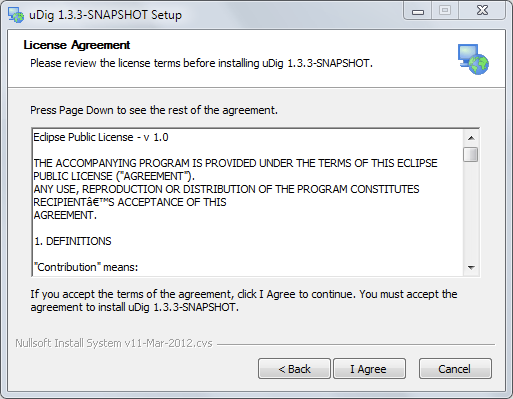 uDig 1.3.3-SNAPSHOT Setup
License Agreement
Please review the license terms before installing uDig 1.3.3-SNAPSHOT.
Press Page Down to see the rest of the agreement.
Eclipse Public License - v 1.0
THE ACCOMPANYING PROGRAM IS PROVIDED UNDER THE TERMS OF THIS ECLIPSE
PUBLIC LICENSE ("AGREEMENT").
ANY USE, REPRODUCTION OR DISTRIBUTION OF THE PROGRAM CONSTITUTES
RECIPIENT’S ACCEPTANCE OF THIS
AGREEMENT.
1. DEFINITIONS
"Contribution" means:
If you accept the terms of the agreement, click I Agree to continue. You must accept the
agreement to install uDig 1.3.3-SNAPSHOT.
Nullsoft Install System v11-Mar-2012.cvs
< Back
I Agree
Cancel